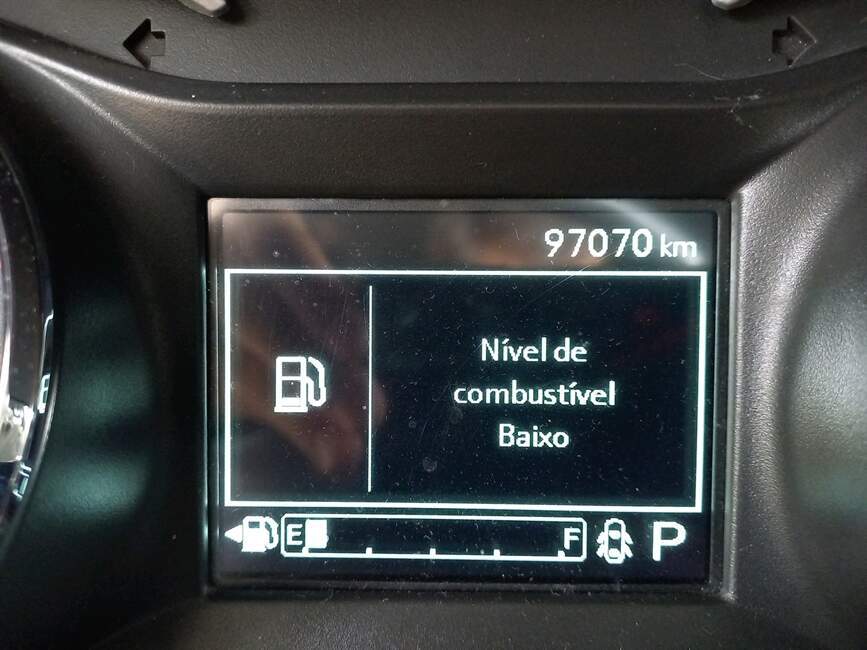 97070 km
Nível de
combustível
Baixo
E F P